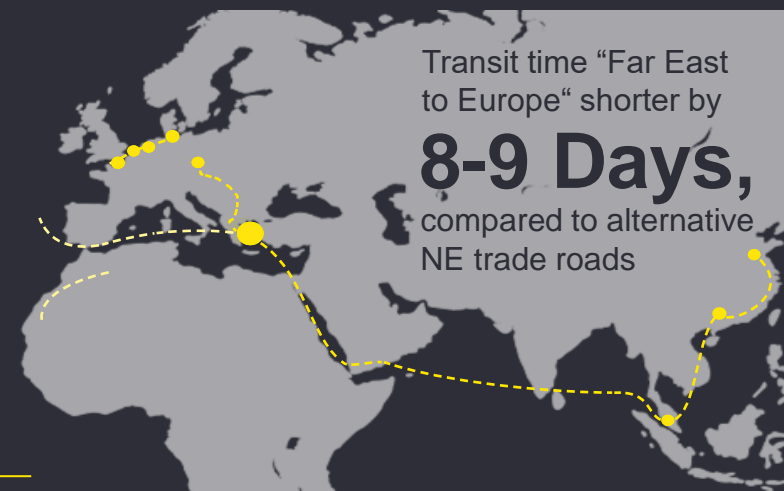 Transit time “Far East
to Europe“ shorter by
8-9 Days,
compared to alternative
NE trade roads